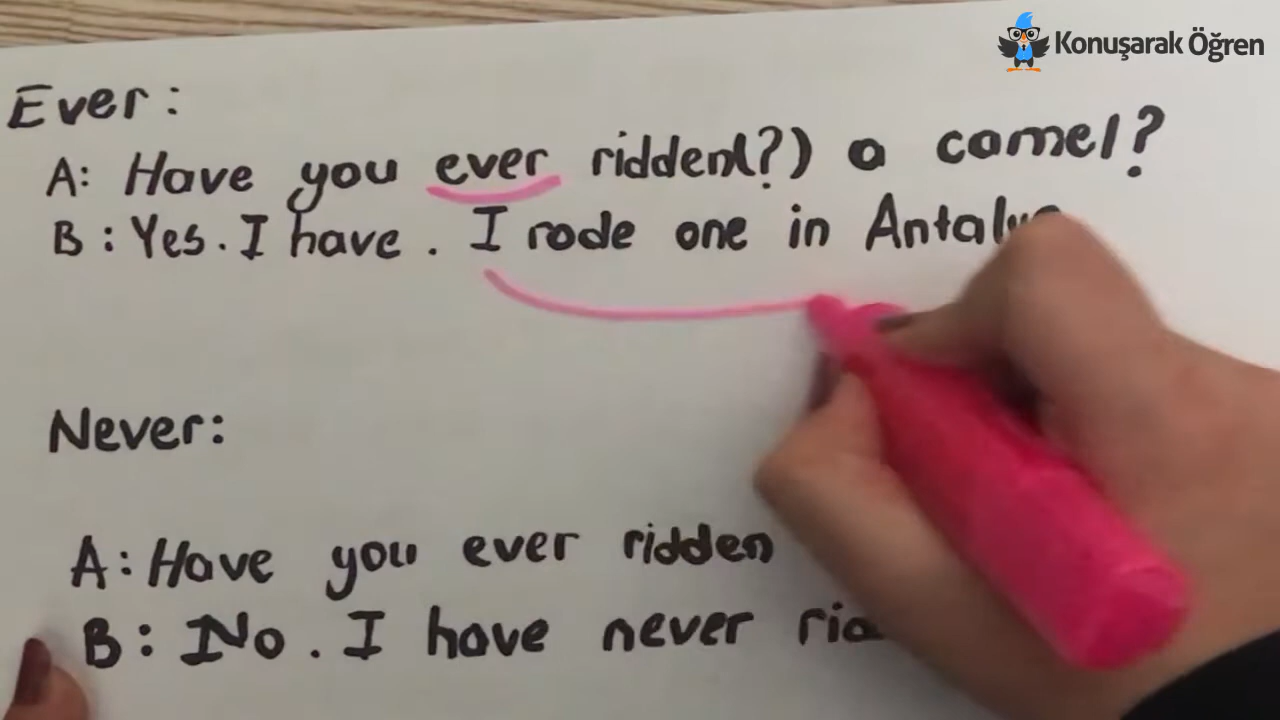 Konuşarak Öğren
Ever:
A: Have you ever ridden(?) a camel?
B: Yes. I have. I rode one in
Never:
A: Have you ever ridden
B: No. I have never